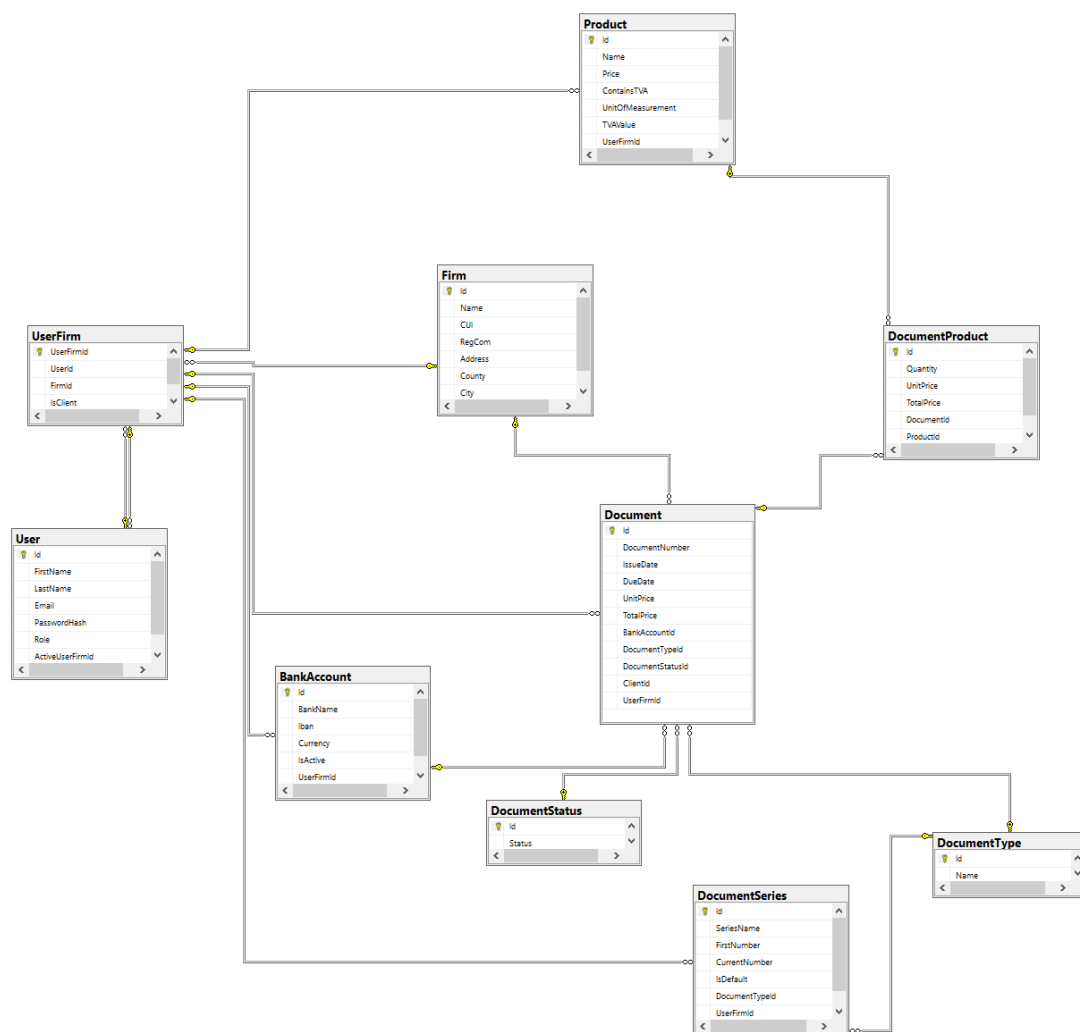 Product
Id
Name
Price
ContainsTVA
UnitOfMeasurement
TVAValue
UserFirmId
Firm
Id
Name
CUI
RegCom
Address
County
City
UserFirm
UserFirmId
UserId
FirmId
IsClient
DocumentProduct
Id
Quantity
UnitPrice
TotalPrice
DocumentId
ProductId
Document
Id
DocumentNumber
IssueDate
DueDate
UnitPrice
TotalPrice
BankAccountId
DocumentTypeId
DocumentStatusId
ClientId
UserFirmId
User
Id
FirstName
LastName
Email
PasswordHash
Role
ActiveUserFirmId
BankAccount
Id
BankName
Iban
Currency
IsActive
UserFirmId
DocumentStatus
Id
Status
DocumentType
Id
Name
DocumentSeries
Id
SeriesName
FirstNumber
CurrentNumber
IsDefault
DocumentTypeId
UserFirmId